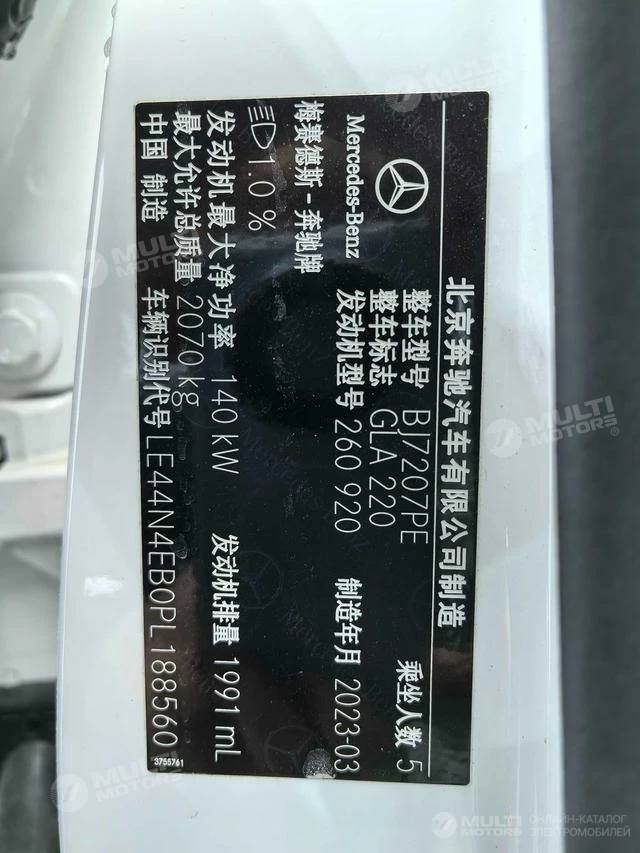 北京奔驰汽车有限公司制造
Mercedes-Benz
整车型号 BJ7207PE
乘坐人数 5
整车标志 GLA 220
梅赛德斯-奔驰牌
发动机型号 260 920
制造年月 2023-03
1.0 %
发动机最大净功率 140 kW
发动机排量 1991 mL
最大允许总质量 2070 kg
中国 制造
车辆识别代号 LE44N4EB0PL188560
3755761
MULTI MOTORS
ОНЛАЙН-КАТАЛОГ
ЭЛЕКТРОМОБИЛЕЙ